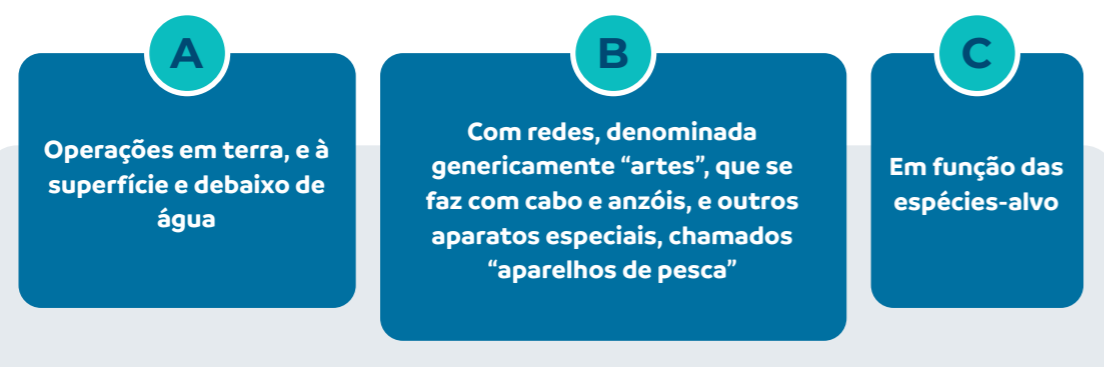 A
Operações em terra, e à
superfície e debaixo de
água
B
Com redes, denominada
genericamente “artes”, que se
faz com cabo e anzóis, e outros
aparatos especiais, chamados
“aparelhos de pesca”
C
Em função das
espécies-alvo